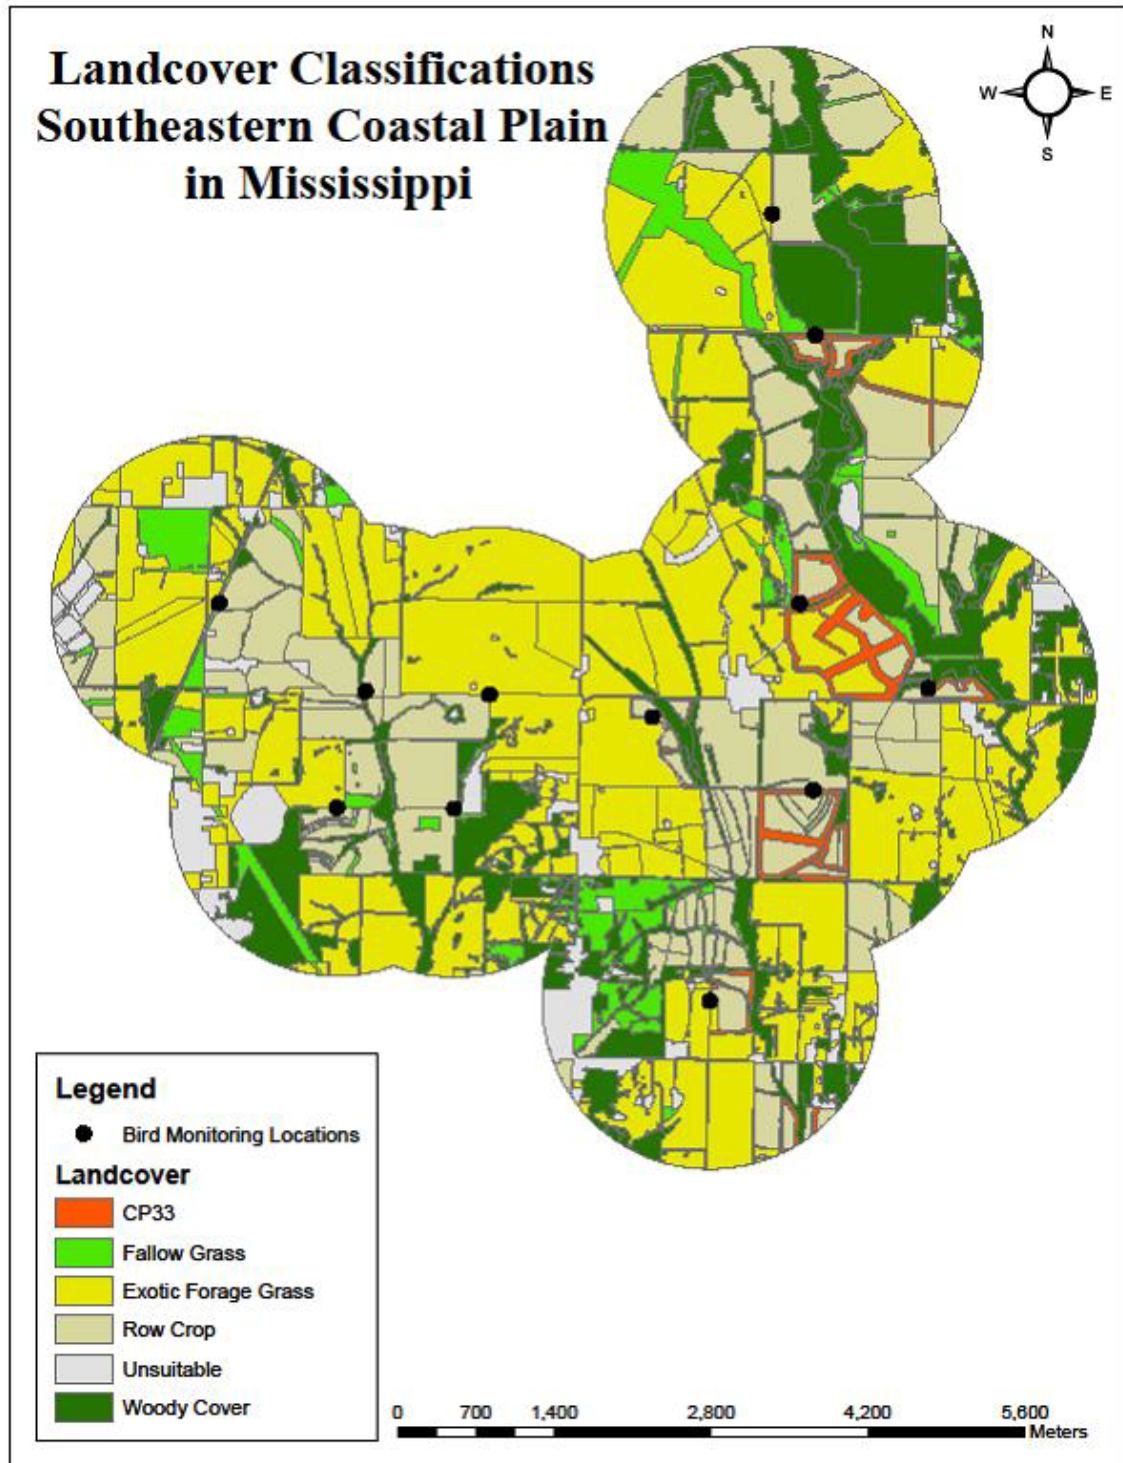 Landcover Classifications
Southeastern Coastal Plain
in Mississippi
N
W E
S
Legend
Bird Monitoring Locations
Landcover
CP33
Fallow Grass
Exotic Forage Grass
Row Crop
Unsuitable
Woody Cover
0 700 1,400 2,800 4,200 5,600
Meters